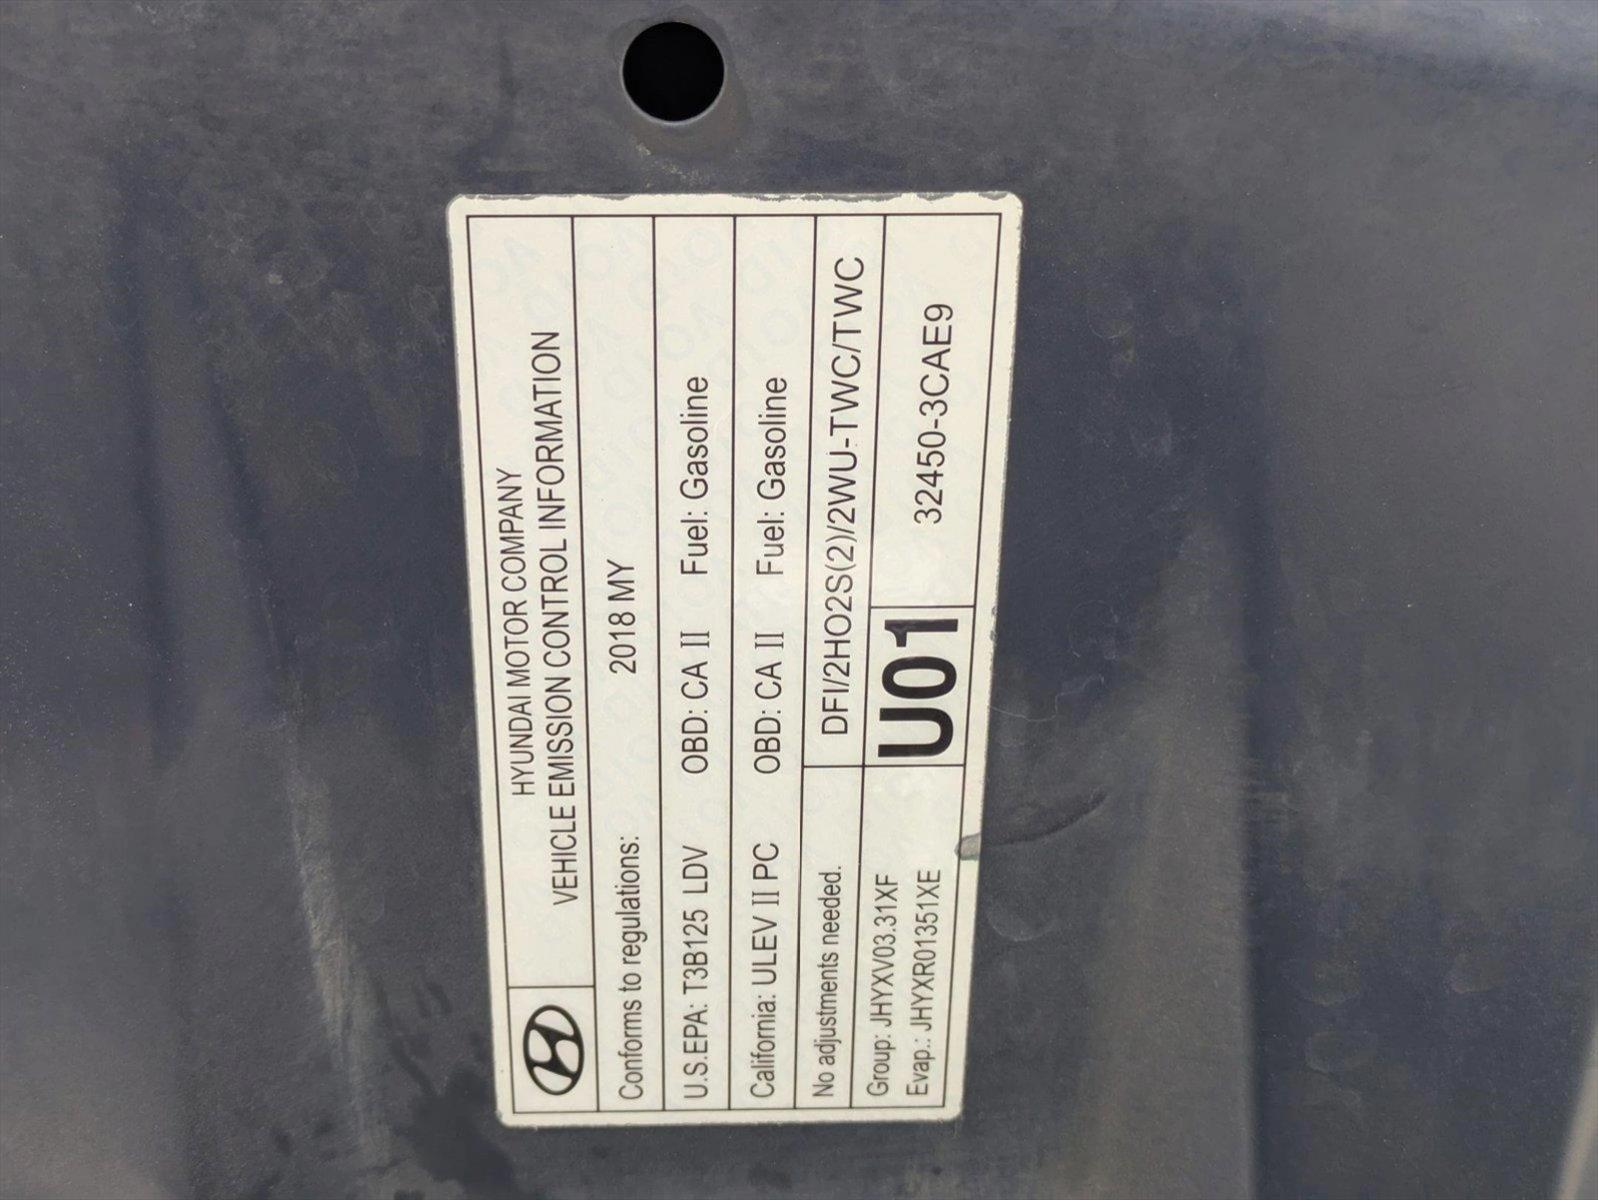 HYUNDAI MOTOR COMPANY
VEHICLE EMISSION CONTROL INFORMATION
Conforms to regulations: 2018 MY
U.S.EPA: T3B125 LDV OBD: CA II Fuel: Gasoline
California: ULEV II PC OBD: CA II Fuel: Gasoline
No adjustments needed. DFI/2HO2S(2)/2WU-TWC/TWC
Group: JHYXV03.31XF
Evap.: JHYXR01351XE
U01
32450-3CAE9